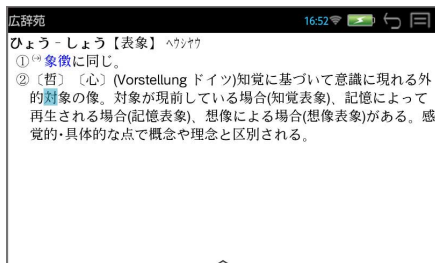 広辞苑 16:52
ひょう‐しょう【表象】 ヘウシヤウ
①象徴に同じ。
②〔哲〕〔心〕(Vorstellung ドイツ)知覚に基づいて意識に現れる外
的対象の像。対象が現前している場合(知覚表象)、記憶によって
再生される場合(記憶表象)、想像による場合(想像表象)がある。感
覚的・具体的な点で概念や理念と区別される。